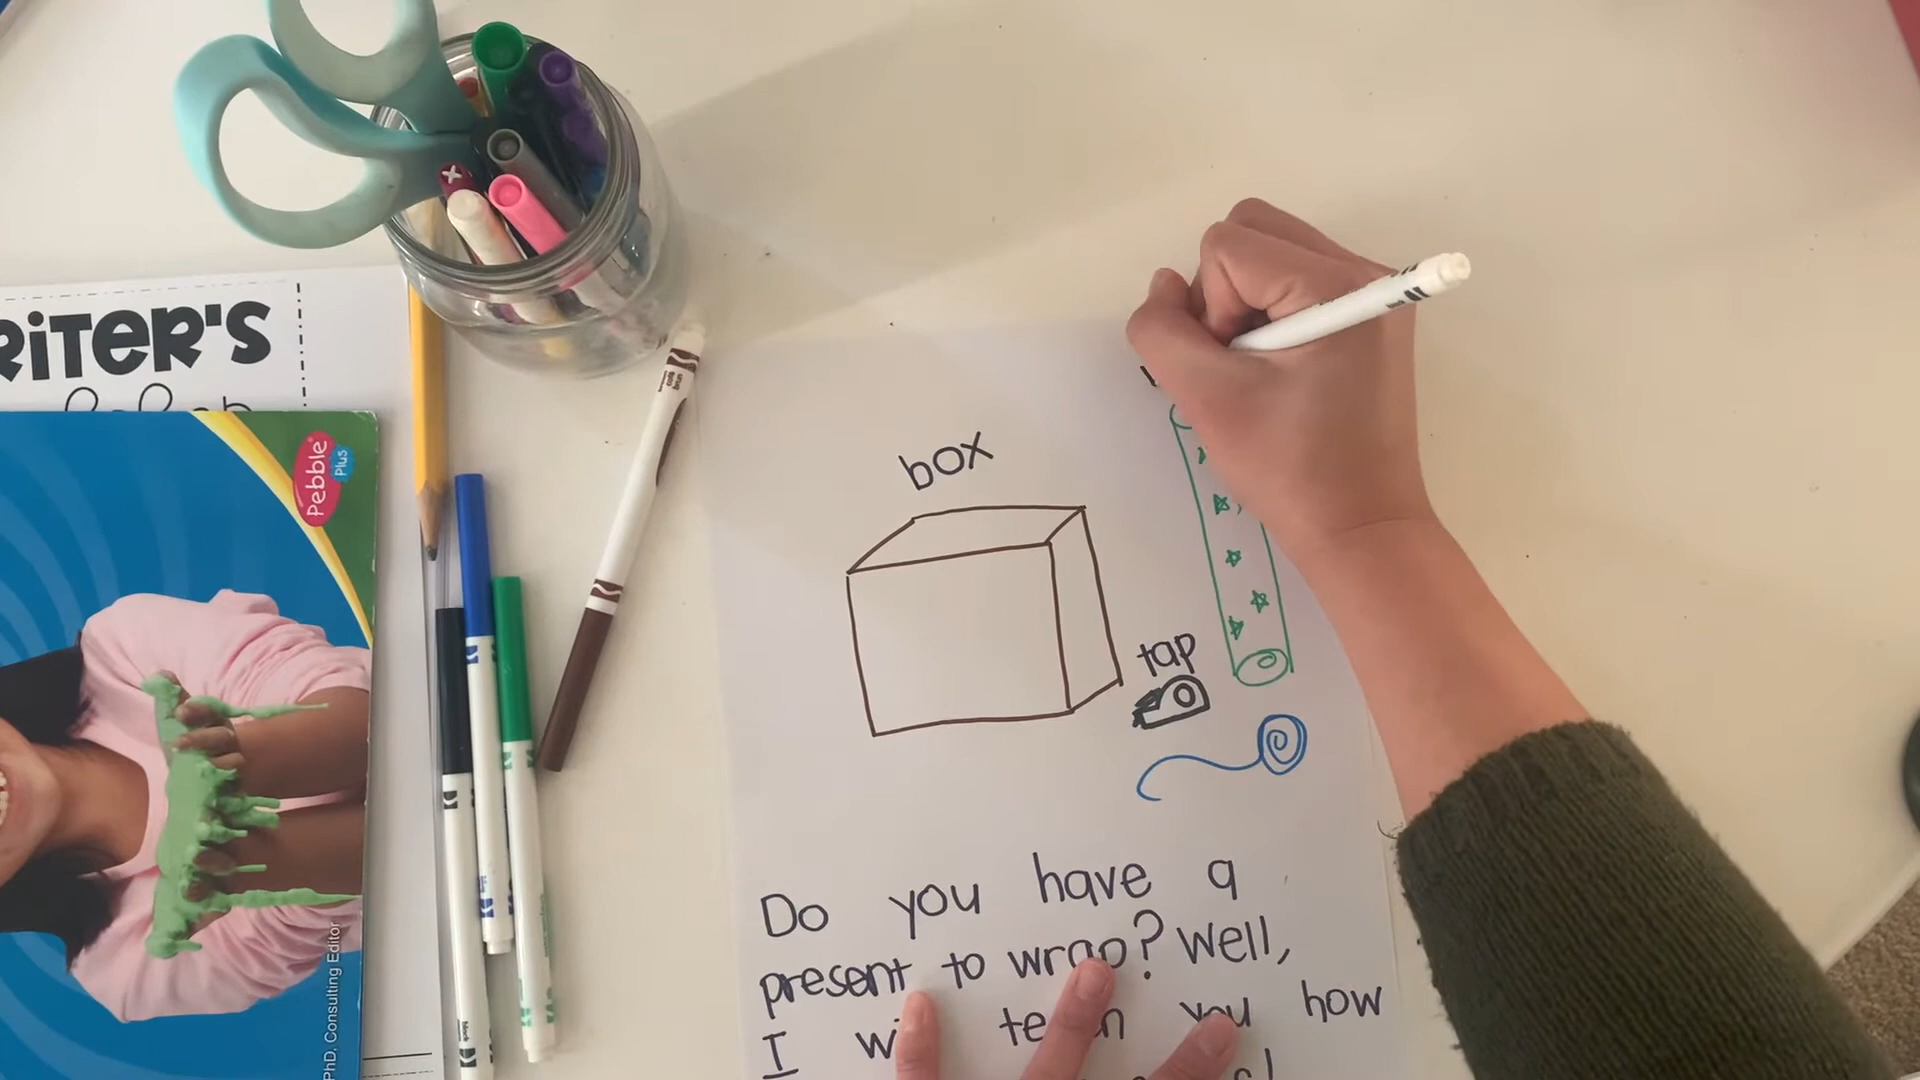 RiTER'S
Pebble
Plus
PhD, Consulting Editor
box
tap
Do you have a
present to wrap? Well,
I how